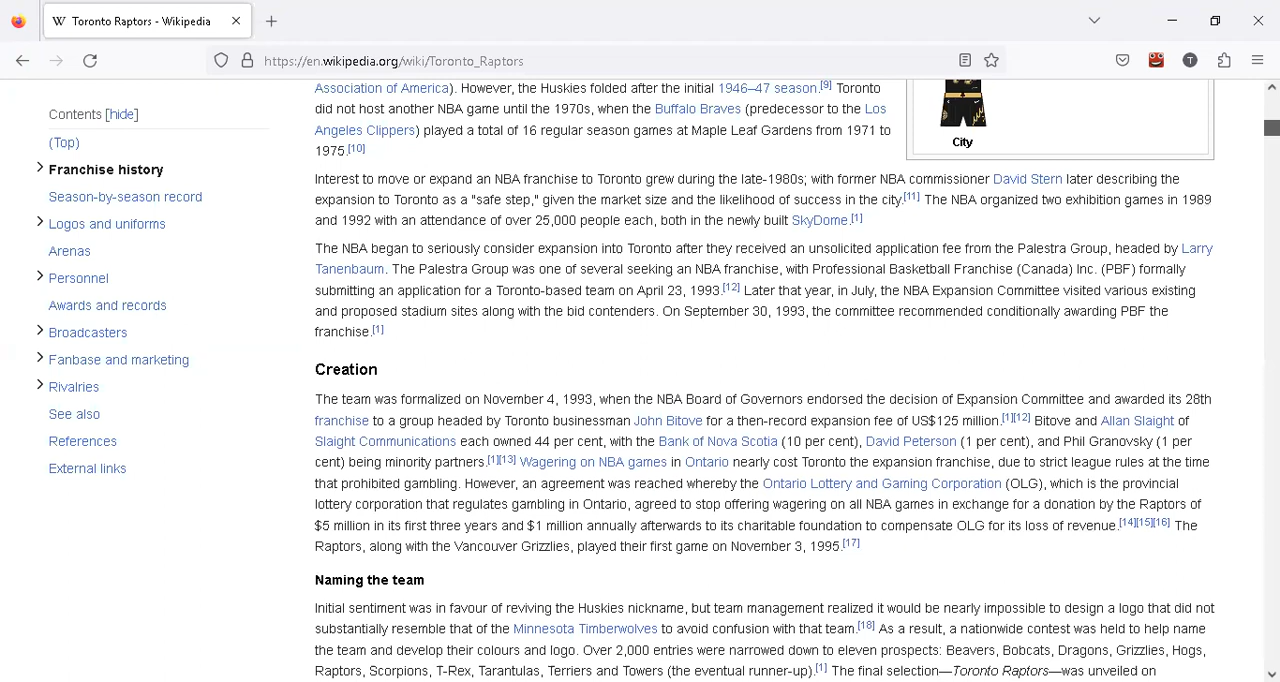 Toronto Raptors - Wikipedia
https://en.wikipedia.org/wiki/Toronto_Raptors
T
Contents [hide]
(Top)
Franchise history
Season-by-season record
Logos and uniforms
Arenas
Personnel
Awards and records
Broadcasters
Fanbase and marketing
Rivalries
See also
References
External links
Association of America). However, the Huskies folded after the initial 1946–47 season.[9] Toronto
did not host another NBA game until the 1970s, when the Buffalo Braves (predecessor to the Los
Angeles Clippers) played a total of 16 regular season games at Maple Leaf Gardens from 1971 to
1975.[10]
City
Interest to move or expand an NBA franchise to Toronto grew during the late-1980s; with former NBA commissioner David Stern later describing the
expansion to Toronto as a "safe step," given the market size and the likelihood of success in the city.[11] The NBA organized two exhibition games in 1989
and 1992 with an attendance of over 25,000 people each, both in the newly built SkyDome.[1]
The NBA began to seriously consider expansion into Toronto after they received an unsolicited application fee from the Palestra Group, headed by Larry
Tanenbaum. The Palestra Group was one of several seeking an NBA franchise, with Professional Basketball Franchise (Canada) Inc. (PBF) formally
submitting an application for a Toronto-based team on April 23, 1993.[12] Later that year, in July, the NBA Expansion Committee visited various existing
and proposed stadium sites along with the bid contenders. On September 30, 1993, the committee recommended conditionally awarding PBF the
franchise.[1]
Creation
The team was formalized on November 4, 1993, when the NBA Board of Governors endorsed the decision of Expansion Committee and awarded its 28th
franchise to a group headed by Toronto businessman John Bitove for a then-record expansion fee of US$125 million.[1][12] Bitove and Allan Slaight of
Slaight Communications each owned 44 per cent, with the Bank of Nova Scotia (10 per cent), David Peterson (1 per cent), and Phil Granovsky (1 per
cent) being minority partners.[1][13] Wagering on NBA games in Ontario nearly cost Toronto the expansion franchise, due to strict league rules at the time
that prohibited gambling. However, an agreement was reached whereby the Ontario Lottery and Gaming Corporation (OLG), which is the provincial
lottery corporation that regulates gambling in Ontario, agreed to stop offering wagering on all NBA games in exchange for a donation by the Raptors of
$5 million in its first three years and $1 million annually afterwards to its charitable foundation to compensate OLG for its loss of revenue.[14][15][16] The
Raptors, along with the Vancouver Grizzlies, played their first game on November 3, 1995.[17]
Naming the team
Initial sentiment was in favour of reviving the Huskies nickname, but team management realized it would be nearly impossible to design a logo that did not
substantially resemble that of the Minnesota Timberwolves to avoid confusion with that team.[18] As a result, a nationwide contest was held to help name
the team and develop their colours and logo. Over 2,000 entries were narrowed down to eleven prospects: Beavers, Bobcats, Dragons, Grizzlies, Hogs,
Raptors, Scorpions, T-Rex, Tarantulas, Terriers and Towers (the eventual runner-up).[1] The final selection—Toronto Raptors—was unveiled on